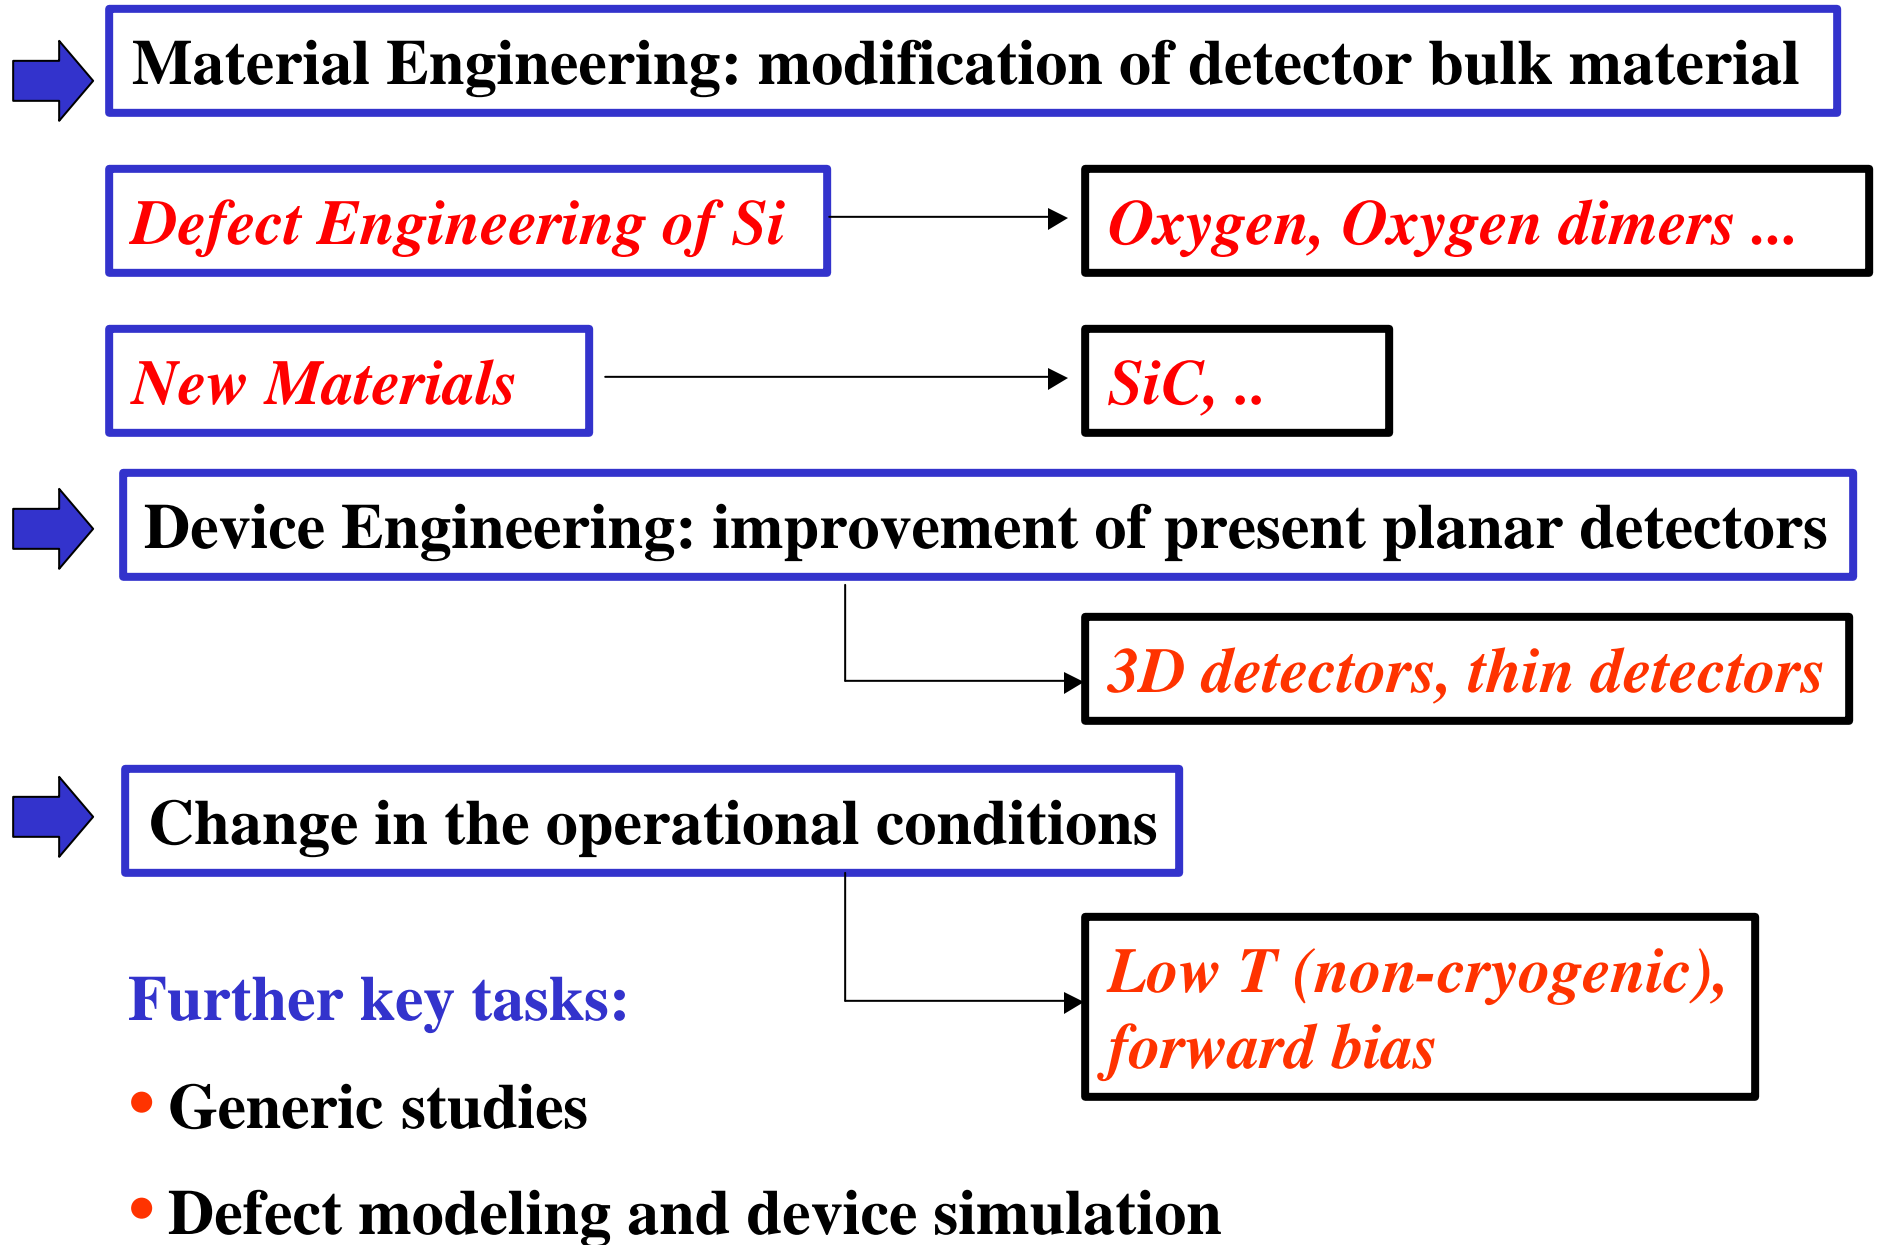 Material Engineering: modification of detector bulk material
Defect Engineering of Si
Oxygen, Oxygen dimers ...
New Materials
SiC, ..
Device Engineering: improvement of present planar detectors
3D detectors, thin detectors
Change in the operational conditions
Low T (non-cryogenic),
forward bias
Further key tasks:
• Generic studies
• Defect modeling and device simulation